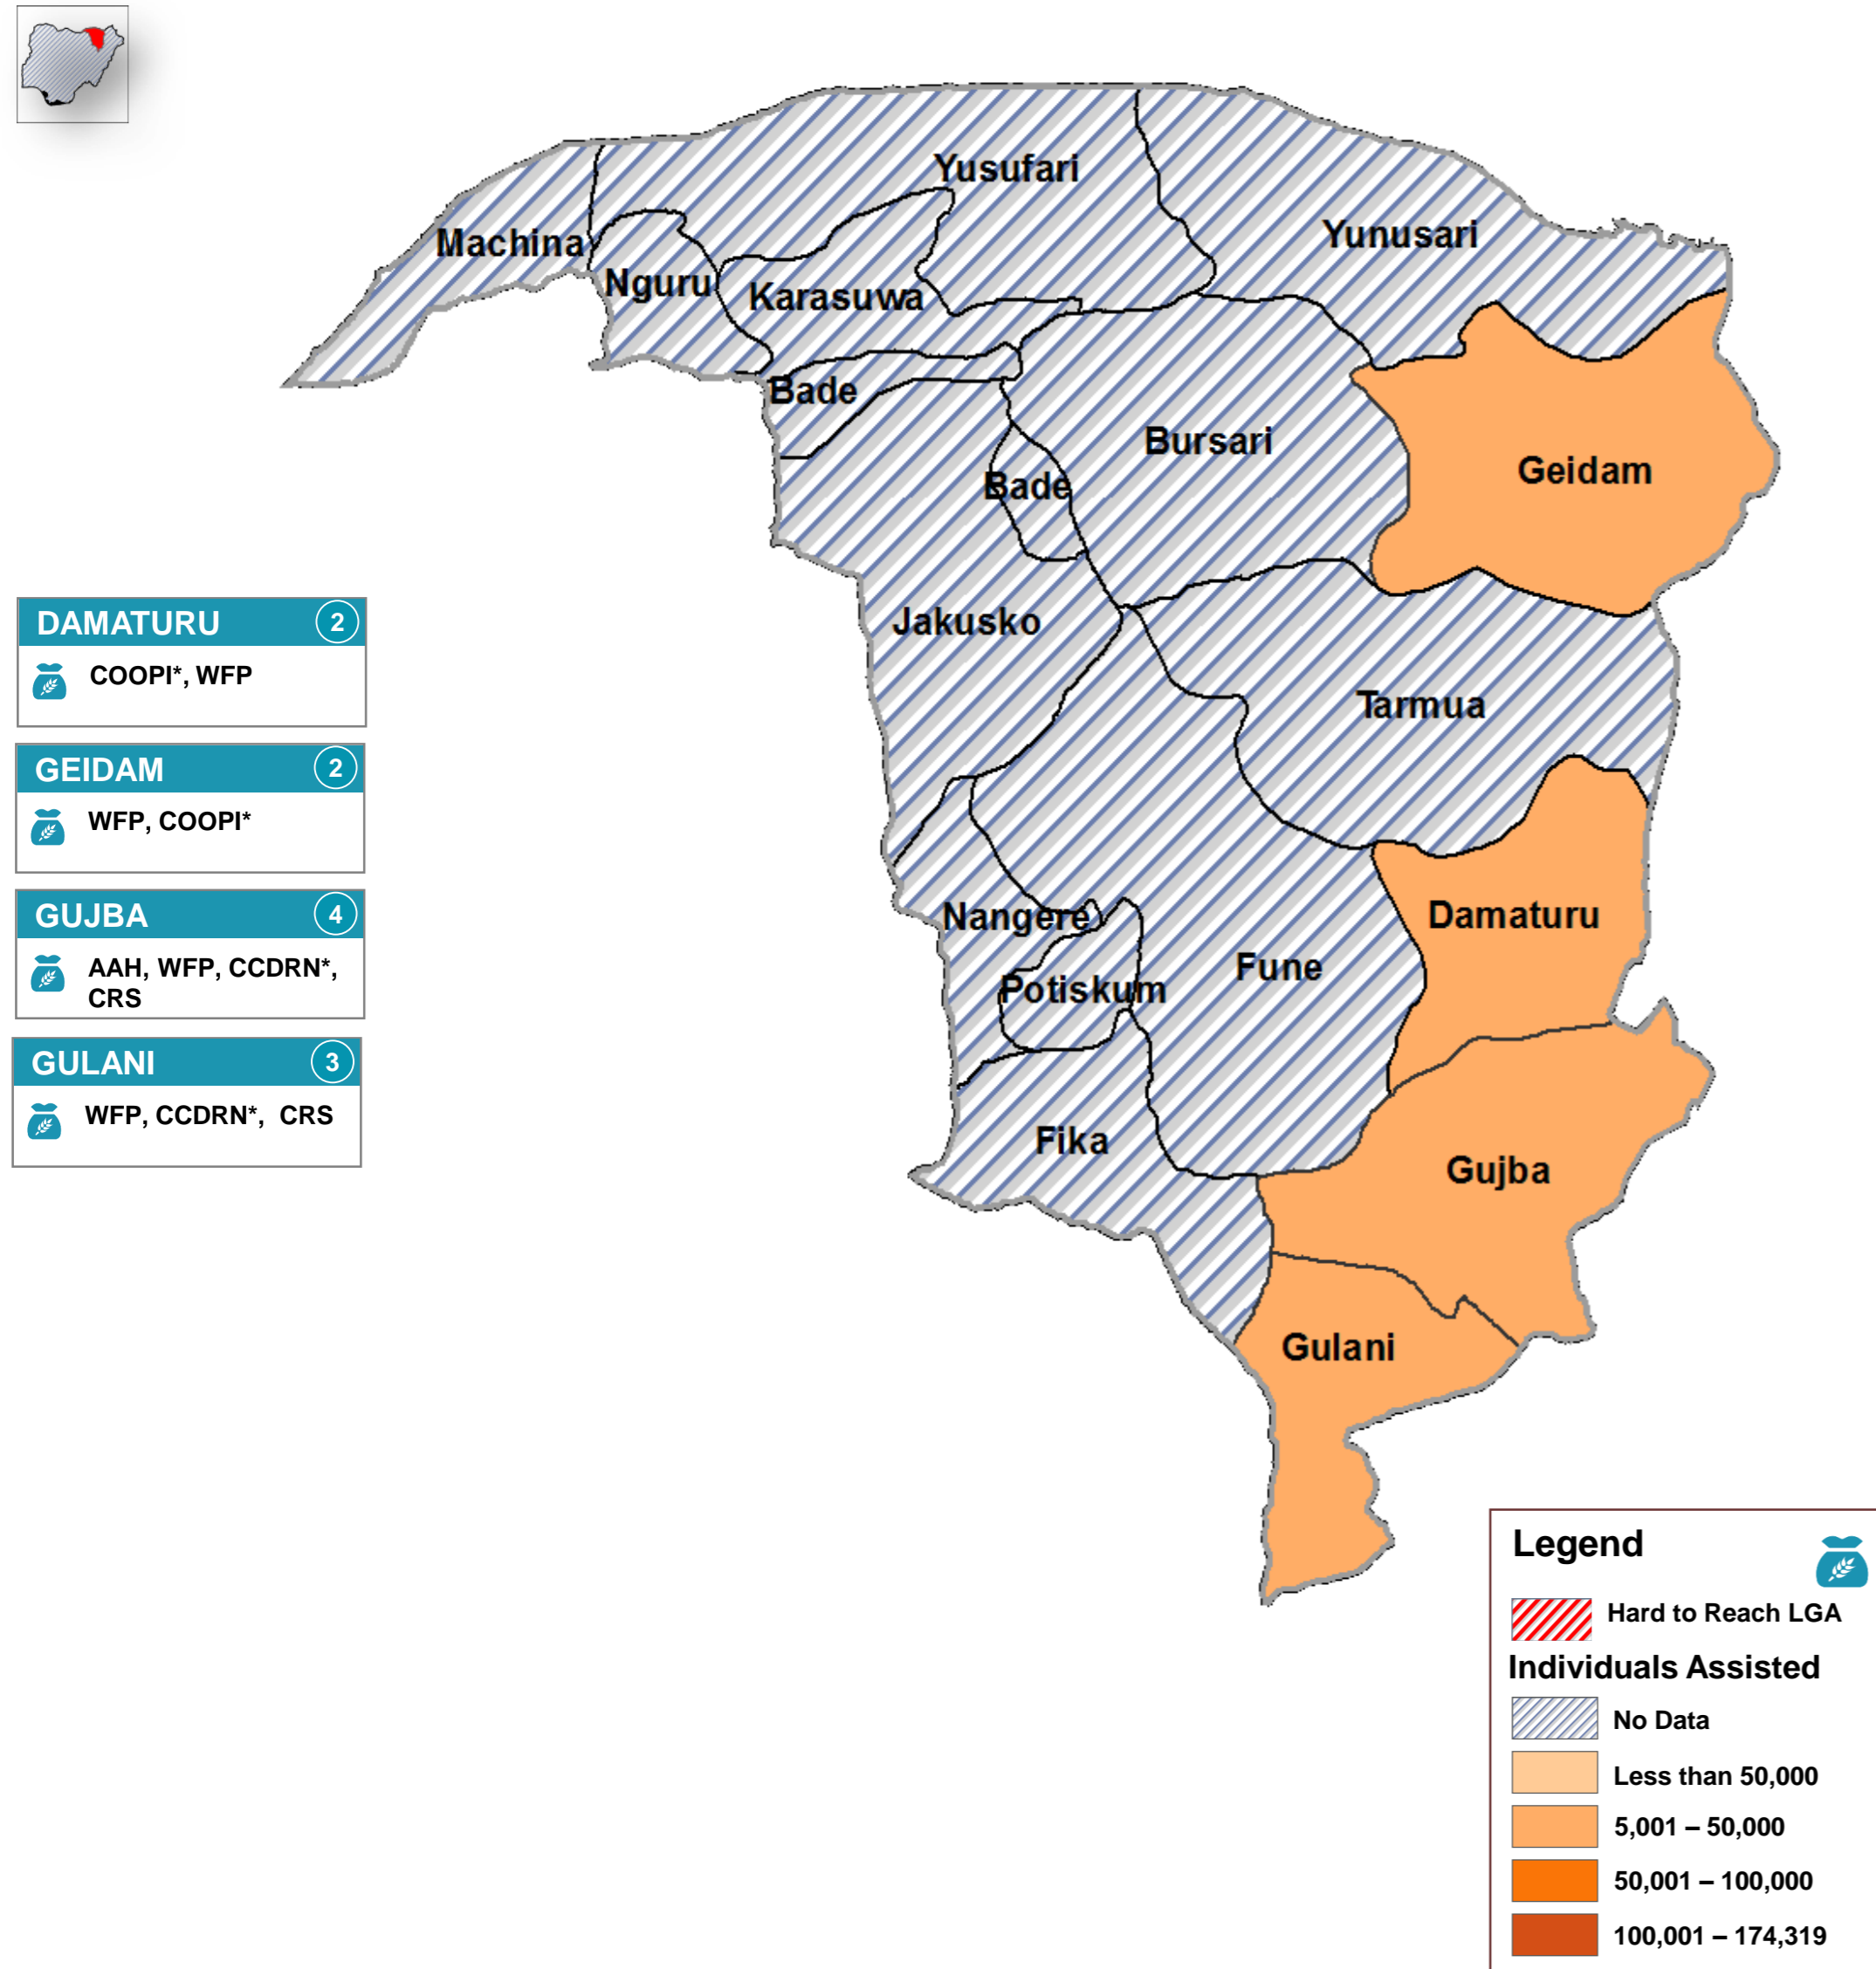 Yusufari
Yunusari
Machina
Nguru
Karasuwa
Bade
Bursari
Geidam
Bade
Jakusko
Tarmua
Nangere
Damaturu
Potiskum
Fune
Fika
Gujba
Gulani
DAMATURU 2
COOPI*, WFP
GEIDAM 2
WFP, COOPI*
GUJBA 4
AAH, WFP, CCDRN*,
CRS
GULANI 3
WFP, CCDRN*, CRS
Legend
Hard to Reach LGA
Individuals Assisted
No Data
Less than 50,000
5,001 – 50,000
50,001 – 100,000
100,001 – 174,319